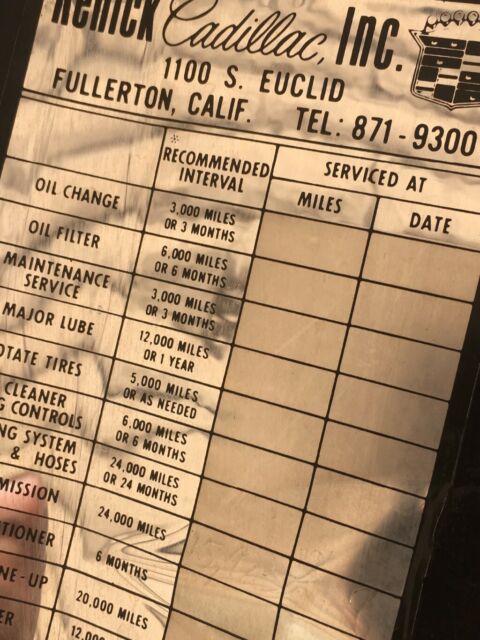 Renick Cadillac, Inc.
1100 S. EUCLID
FULLERTON, CALIF. TEL: 871-9300
* RECOMMENDED INTERVAL
SERVICED AT
MILES DATE
OIL CHANGE 3,000 MILES OR 3 MONTHS
OIL FILTER 6,000 MILES OR 6 MONTHS
MAINTENANCE SERVICE 3,000 MILES OR 3 MONTHS
MAJOR LUBE 12,000 MILES OR 1 YEAR
OTATE TIRES 5,000 MILES OR AS NEEDED
CLEANER G CONTROLS 6,000 MILES OR 6 MONTHS
NG SYSTEM & HOSES 24,000 MILES OR 24 MONTHS
MISSION 24,000 MILES
TIONER 6 MONTHS
NE-UP 20,000 MILES
ER 12,000